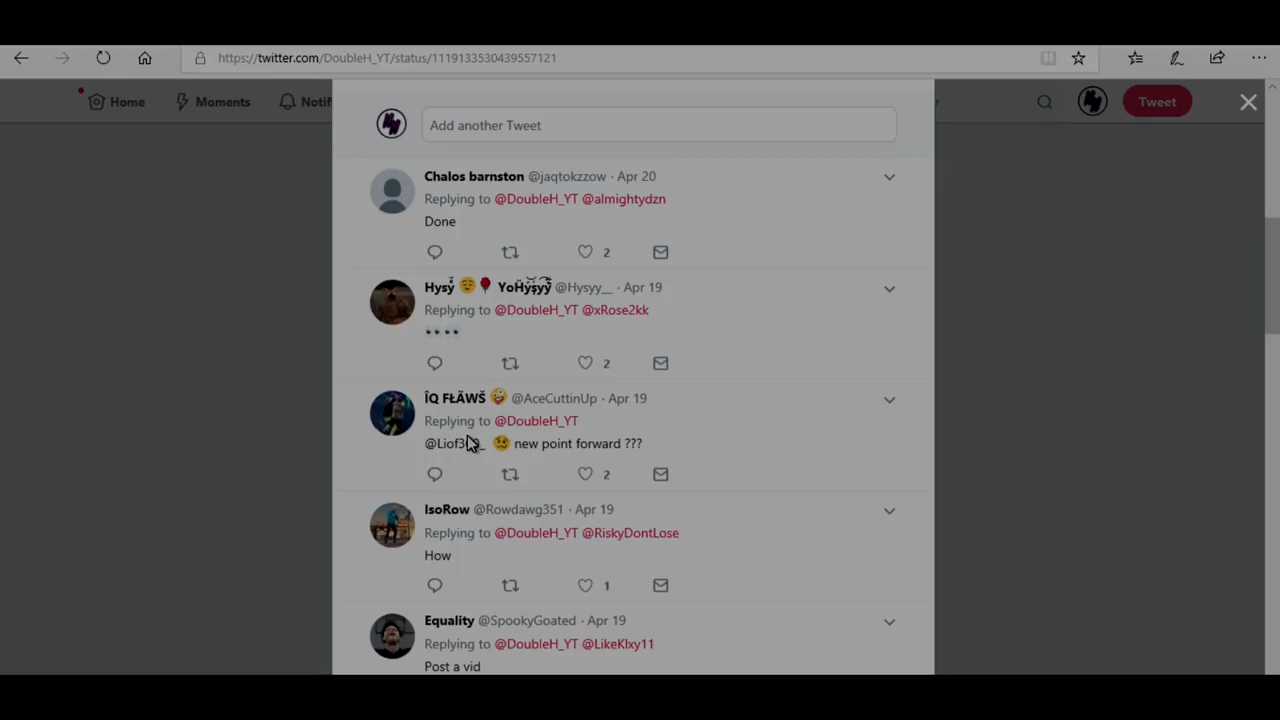 https://twitter.com/DoubleH_YT/status/1119133530439557121
Home Moments Notif Tweet
Add another Tweet
Chalos barnston @jaqtokzzow · Apr 20
Replying to @DoubleH_YT @almightydzn
Done
2
@Hysyy__ · Apr 19
Replying to @DoubleH_YT @xRose2kk
2
ÎQ FŁÃWŠ 🤪 @AceCuttinUp · Apr 19
Replying to @DoubleH_YT
new point forward ???
2
IsoRow @Rowdawg351 · Apr 19
Replying to @DoubleH_YT @RiskyDontLose
How
1
Equality @SpookyGoated · Apr 19
Replying to @DoubleH_YT @LikeKlxy11
Post a vid